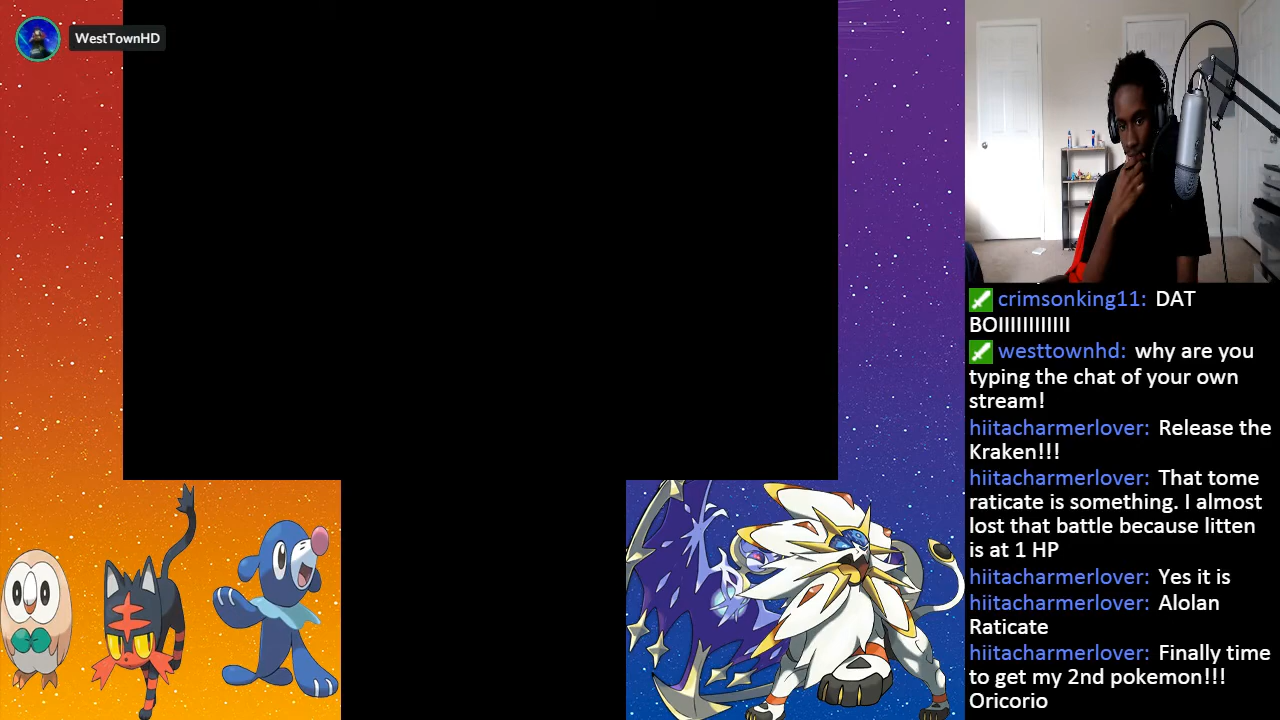 WestTownHD
crimsonking11: DAT
BOIIIIIIIIIIII
westtownhd: why are you
typing the chat of your own
stream!
hiitacharmerlover: Release the
Kraken!!!
hiitacharmerlover: That tome
raticate is something. I almost
lost that battle because litten
is at 1 HP
hiitacharmerlover: Yes it is
hiitacharmerlover: Alolan
Raticate
hiitacharmerlover: Finally time
to get my 2nd pokemon!!!
Oricorio